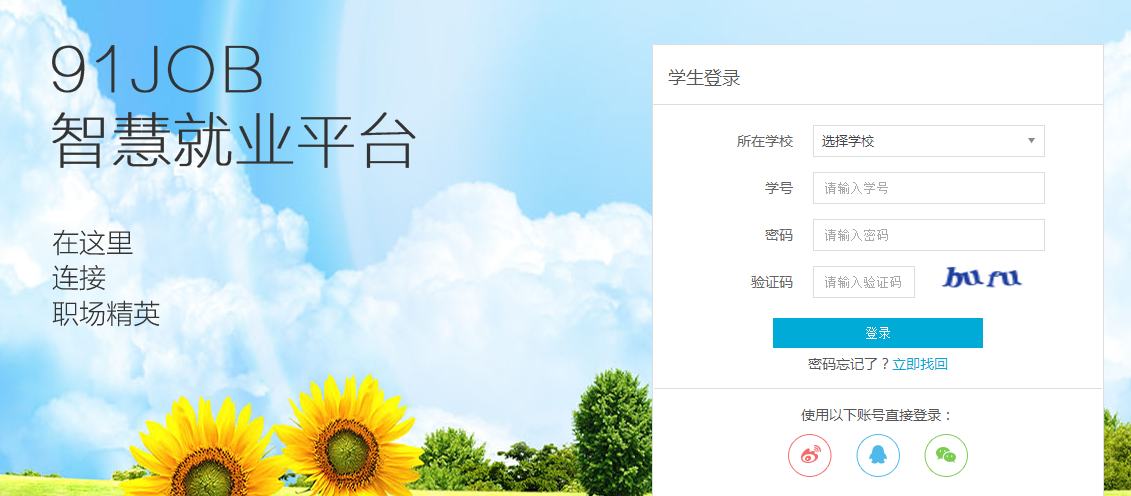 91JOB
智慧就业平台
在这里
连接
职场精英
学生登录
所在学校 选择学校
学号 请输入学号
密码 请输入密码
验证码 请输入验证码 buru
登录
密码忘记了？立即找回
使用以下账号直接登录：